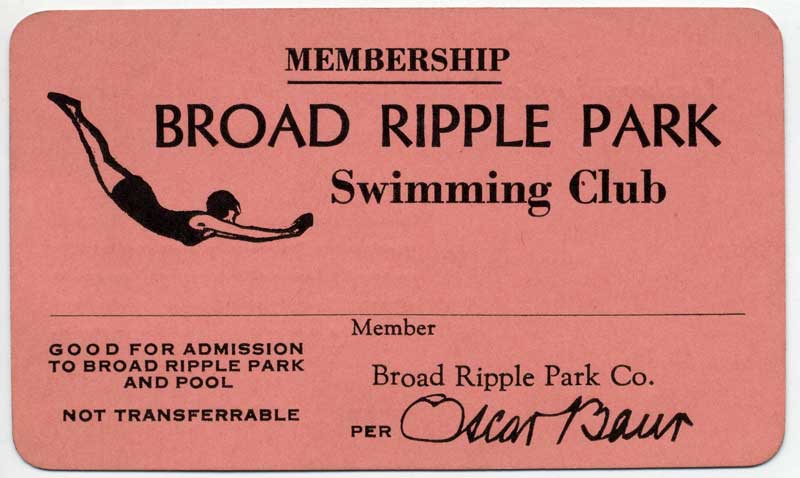 MEMBERSHIP
BROAD RIPPLE PARK
Swimming Club
Member
GOOD FOR ADMISSION
TO BROAD RIPPLE PARK
AND POOL
NOT TRANSFERRABLE
Broad Ripple Park Co.
PER Oscar Baur